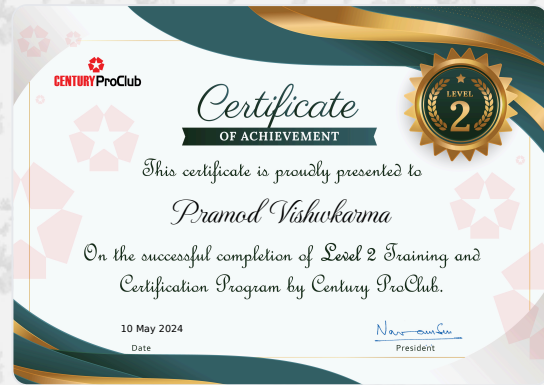 CENTURY ProClub
Certificate
OF ACHIEVEMENT
LEVEL
2
This certificate is proudly presented to
Pramod Vishwkarma
On the successful completion of Level 2 Training and
Certification Program by Century ProClub.
10 May 2024
Date
President